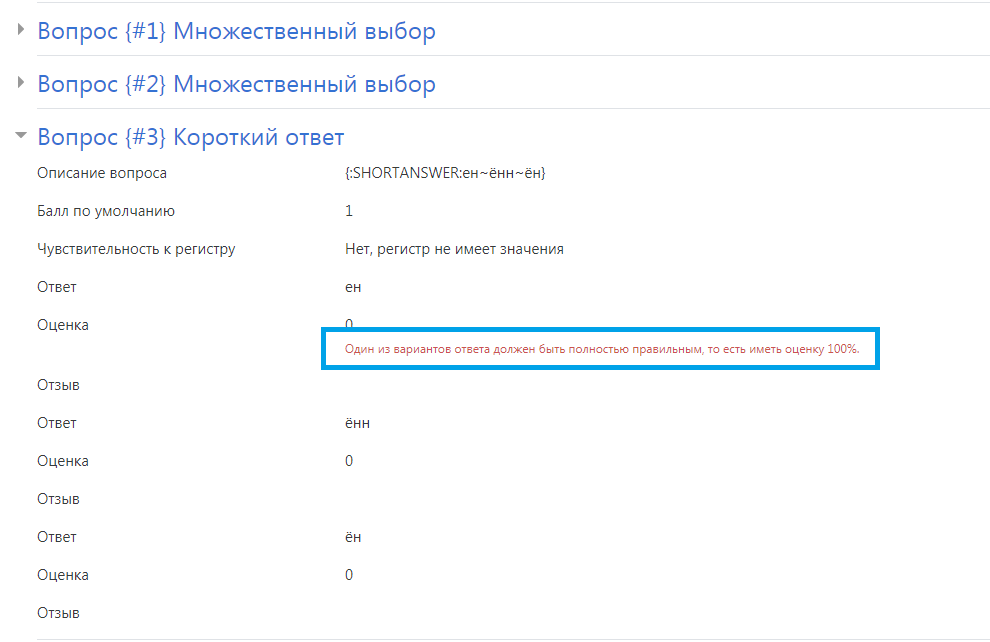 Вопрос {#1} Множественный выбор
Вопрос {#2} Множественный выбор
Вопрос {#3} Короткий ответ
Описание вопроса {:SHORTANSWER:ен~ённ~ён}
Балл по умолчанию 1
Чувствительность к регистру Нет, регистр не имеет значения
Ответ ен
Оценка 0
Один из вариантов ответа должен быть полностью правильным, то есть иметь оценку 100%.
Отзыв
Ответ ённ
Оценка 0
Отзыв
Ответ ён
Оценка 0
Отзыв